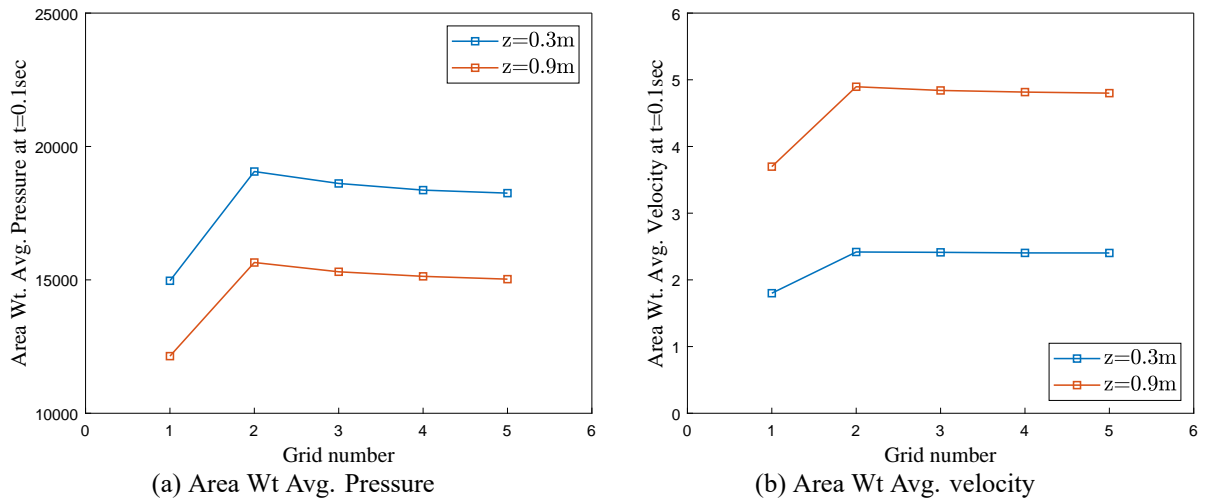 25000
20000
15000
10000
Area Wt. Avg. Pressure at t=0.1sec
z=0.3m
z=0.9m
0 1 2 3 4 5 6
Grid number
(a) Area Wt Avg. Pressure
6
5
4
3
2
1
0
Area Wt. Avg. Velocity at t=0.1sec
z=0.3m
z=0.9m
0 1 2 3 4 5 6
Grid number
(b) Area Wt Avg. velocity